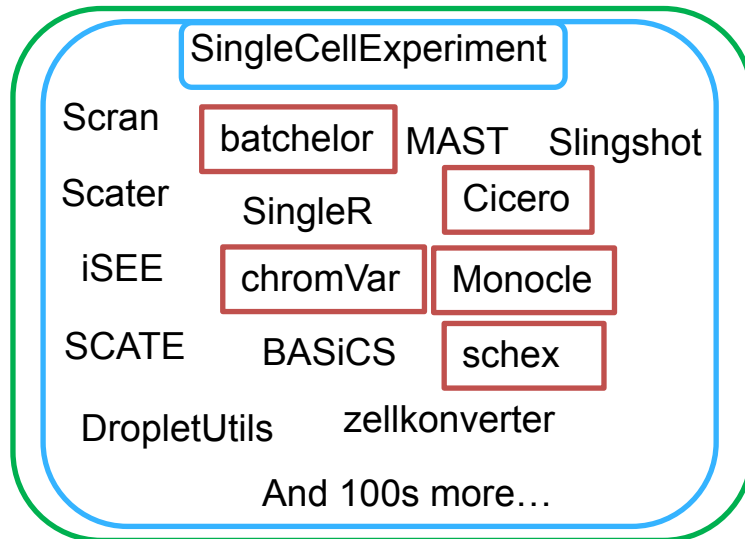 SingleCellExperiment
Scran
batchelor
MAST
Slingshot
Scater
SingleR
Cicero
iSEE
chromVar
Monocle
SCATE
BASiCS
schex
DropletUtils
zellkonverter
And 100s more…